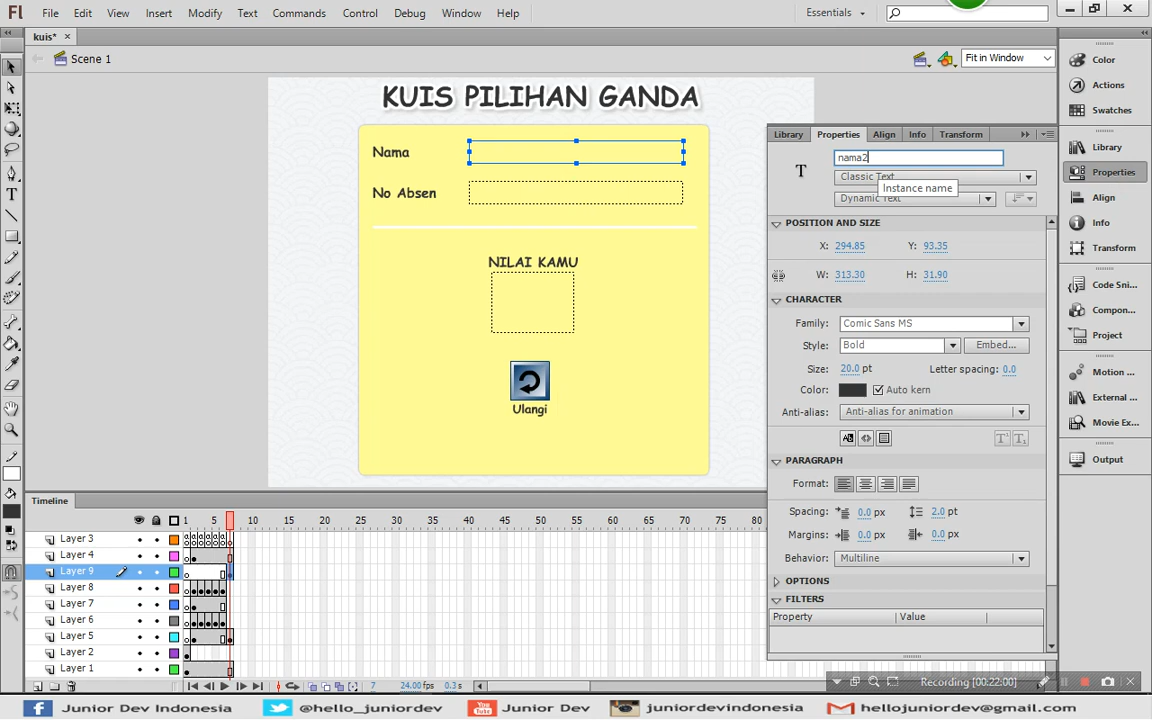 Fl File Edit View Insert Modify Text Commands Control Debug Window Help Essentials
kuis* ×
Scene 1 Fit in Window
KUIS PILIHAN GANDA
Nama
No Absen
NILAI KAMU
Ulangi
Library Properties Align Info Transform
T nama2
Classic Text
Instance name
Dynamic Text
POSITION AND SIZE
X: 294.85 Y: 93.35
W: 313.30 H: 31.90
CHARACTER
Family: Comic Sans MS
Style: Bold Embed...
Size: 20.0 pt Letter spacing: 0.0
Color: Auto kern
Anti-alias: Anti-alias for animation
PARAGRAPH
Format:
Spacing: 0.0 px 2.0 pt
Margins: 0.0 px 0.0 px
Behavior: Multiline
OPTIONS
FILTERS
Property Value
Color
Actions
Swatches
Library
Properties
Align
Info
Transform
Code Sni...
Compon...
Project
Motion ...
External ...
Movie Ex...
Output
Timeline
1 5 10 15 20 25 30 35 40 45 50 55 60 65 70 75 80
Layer 3
Layer 4
Layer 9
Layer 8
Layer 7
Layer 6
Layer 5
Layer 2
Layer 1
7 24.00 fps 0.3 s
Recording [00:22:00]
Junior Dev Indonesia @hello_juniordev Junior Dev juniordevindonesia hellojuniordev@gmail.com